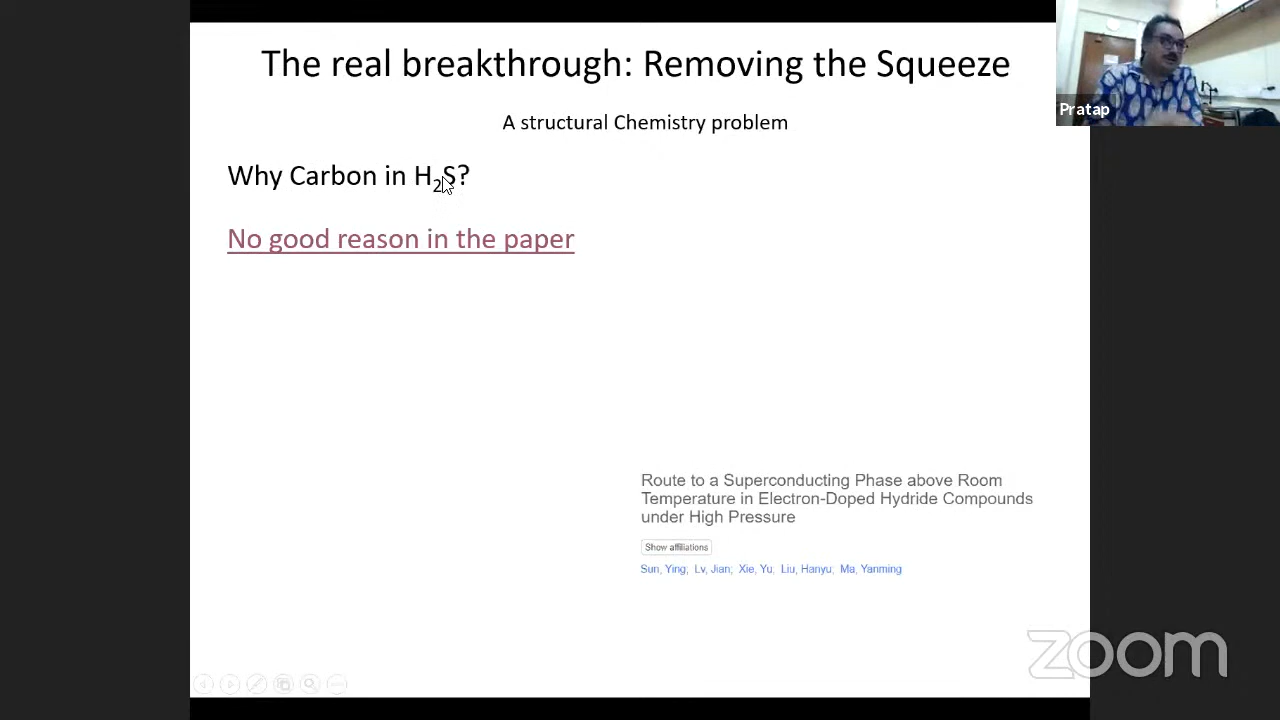 The real breakthrough: Removing the Squeeze
Pratap
A structural Chemistry problem
Why Carbon in H₂S?
No good reason in the paper
Route to a Superconducting Phase above Room
Temperature in Electron-Doped Hydride Compounds
under High Pressure
Show affiliations
Sun, Ying; Lv, Jian; Xie, Yu; Liu, Hanyu; Ma, Yanming
zoom